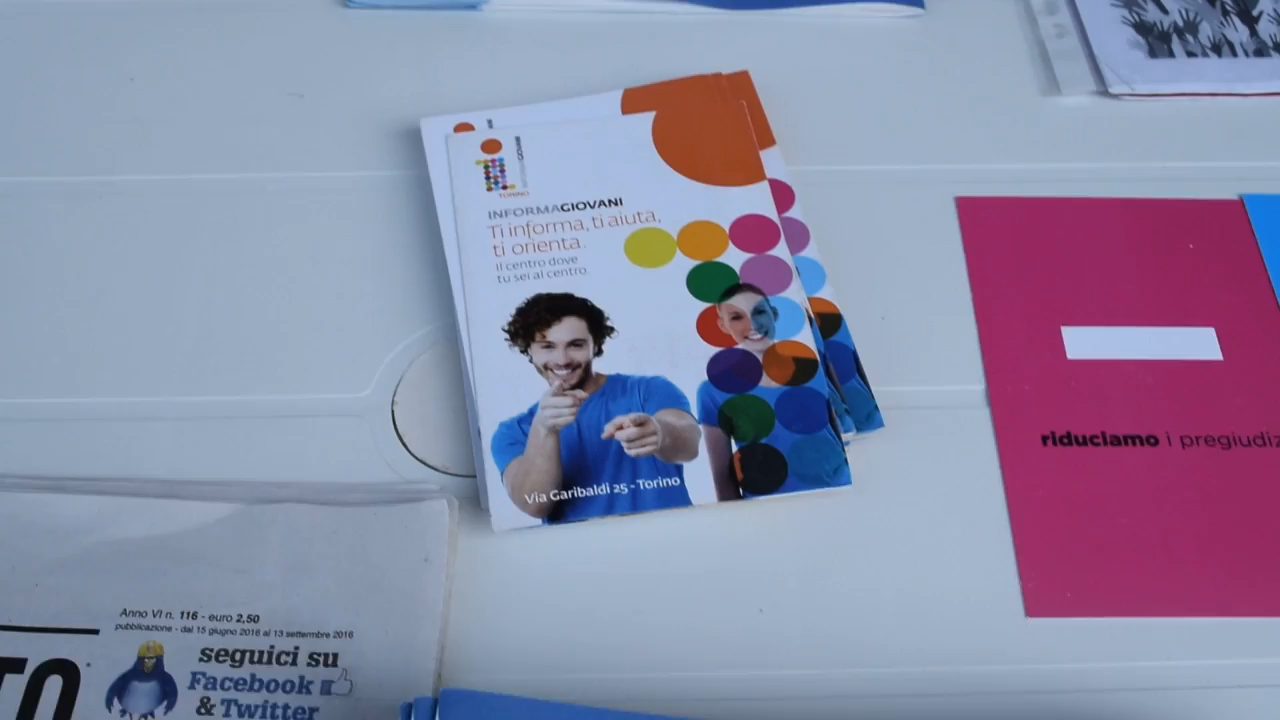 TORINO
INFORMAGIOVANI
Ti informa, ti aiuta,
ti orienta.
Il centro dove
tu sei al centro.
Via Garibaldi 25 - Torino
riduciamo i
Anno VI n. 116 - euro 2,50
pubblicazione - dal 15 giugno 2016 al 13 settembre 2016
seguici su
Facebook
& Twitter